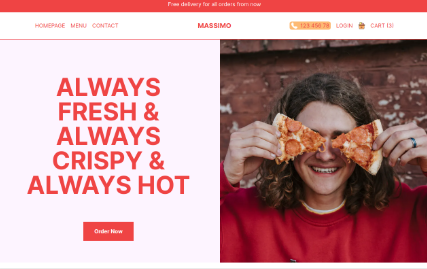 Free delivery for all orders from now
HOMEPAGE MENU CONTACT MASSIMO 123 456 78 LOGIN CART (3)
ALWAYS
FRESH &
ALWAYS
CRISPY &
ALWAYS HOT
Order Now